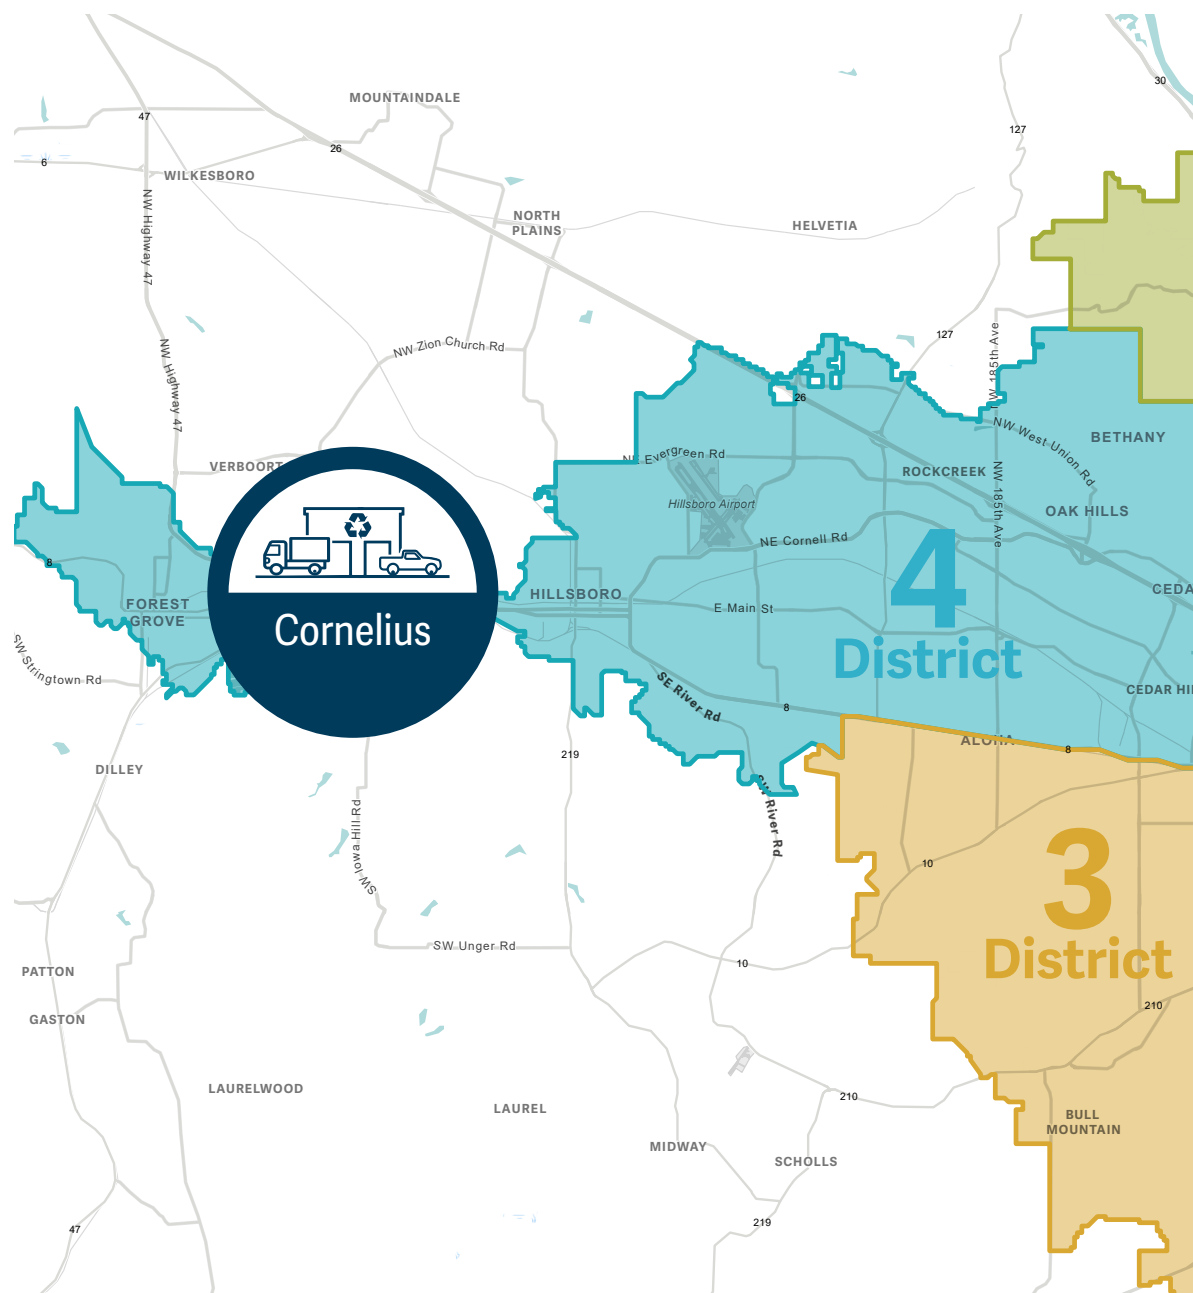 30
MOUNTAINDALE
47
127
26
6
WILKESBORO
NW Highway 47
NORTH
PLAINS
HELVETIA
127
NW Zion Church Rd
NW Highway 47
NW 185th Ave
26
NW West Union Rd
BETHANY
NE Evergreen Rd
VERBOORT
ROCKCREEK
NW 185th Ave
Hillsboro Airport
OAK HILLS
NE Cornell Rd
8
4
District
CEDA
HILLSBORO
FOREST
GROVE
E Main St
Cornelius
SW Stringtown Rd
SE River Rd
CEDAR HI
8
ALOHA
8
219
DILLEY
SW River Rd
SW Iowa Hill Rd
3
District
10
SW Unger Rd
10
PATTON
210
GASTON
LAURELWOOD
210
LAUREL
BULL
MOUNTAIN
MIDWAY
SCHOLLS
219
47